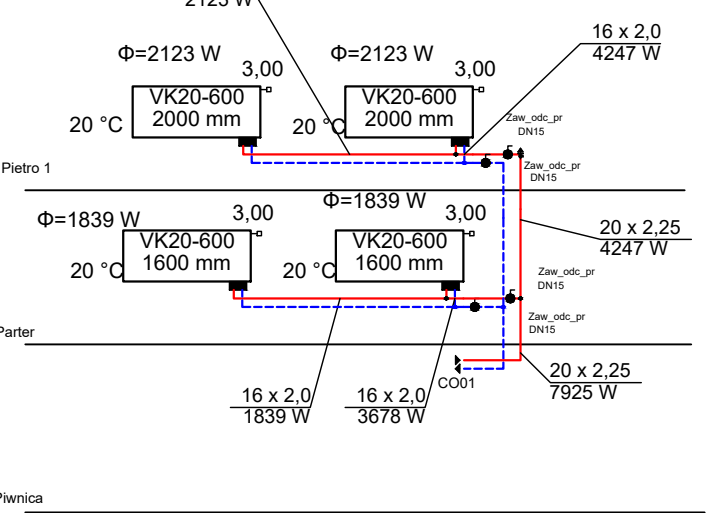 2123 W
Φ=2123 W
Φ=2123 W
16 x 2,0
4247 W
3,00
3,00
VK20-600
2000 mm
VK20-600
2000 mm
20 °C
20 °C
Zaw_odc_pr
DN15
Zaw_odc_pr
DN15
Pietro 1
Φ=1839 W
Φ=1839 W
3,00
3,00
VK20-600
1600 mm
VK20-600
1600 mm
20 °C
20 °C
20 x 2,25
4247 W
Zaw_odc_pr
DN15
Zaw_odc_pr
DN15
Parter
CO01
20 x 2,25
7925 W
16 x 2,0
1839 W
16 x 2,0
3678 W
Piwnica